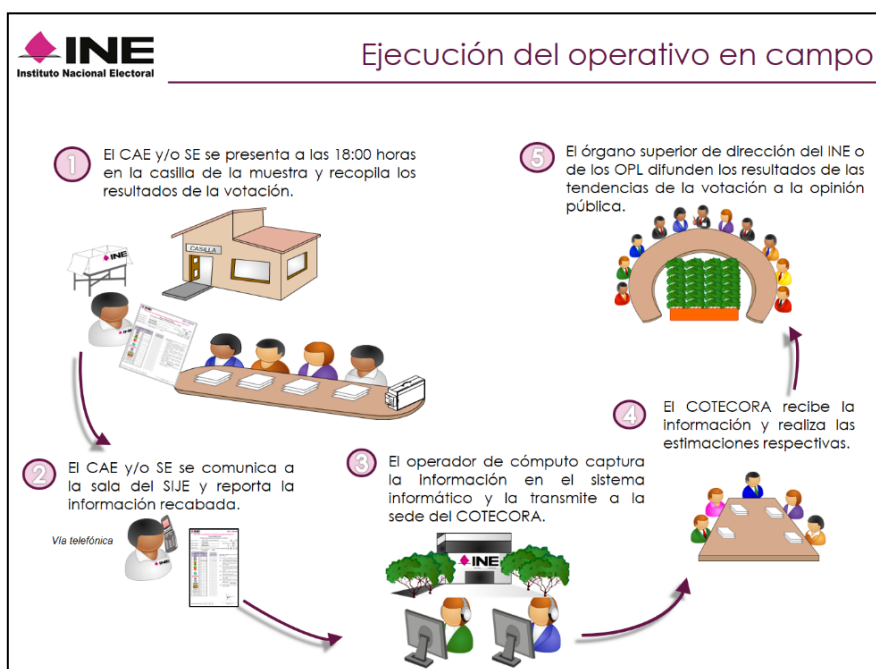 INE
Instituto Nacional Electoral
Ejecución del operativo en campo
1
El CAE y/o SE se presenta a las 18:00 horas
en la casilla de la muestra y recopila los
resultados de la votación.
CASILLA
INE
INE
2
El CAE y/o SE se comunica a
la sala del SIJE y reporta la
información recabada.
Vía telefónica
INE
3
El operador de cómputo captura
la información en el sistema
informático y la transmite a la
sede del COTECORA.
INE
4
El COTECORA recibe la
información y realiza las
estimaciones respectivas.
5
El órgano superior de dirección del INE o
de los OPL difunden los resultados de las
tendencias de la votación a la opinión
pública.